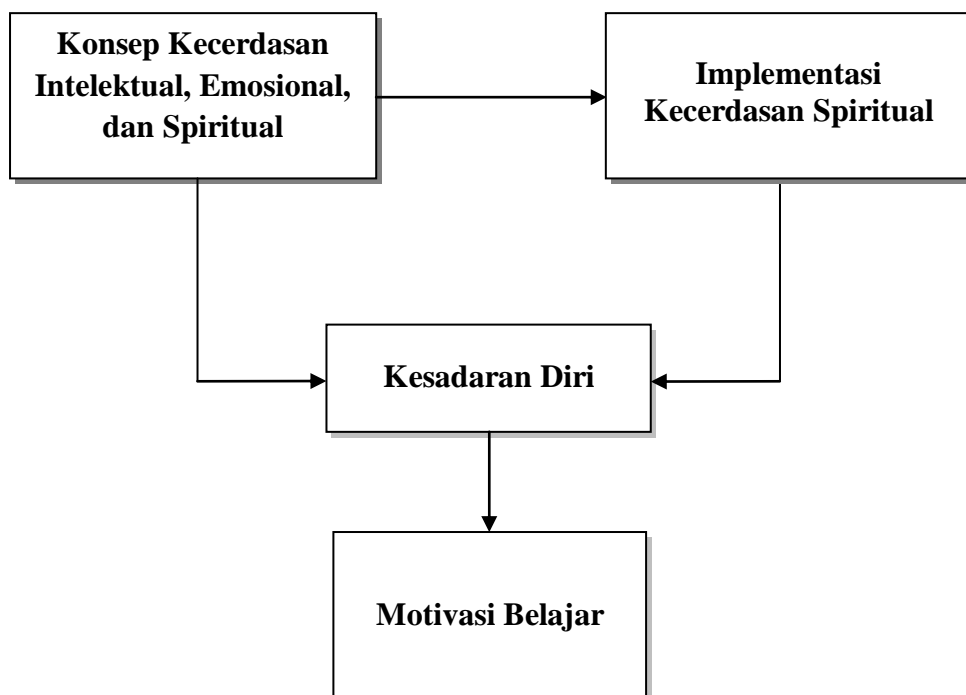 Konsep Kecerdasan
Intelektual, Emosional,
dan Spiritual
Implementasi
Kecerdasan Spiritual
Kesadaran Diri
Motivasi Belajar